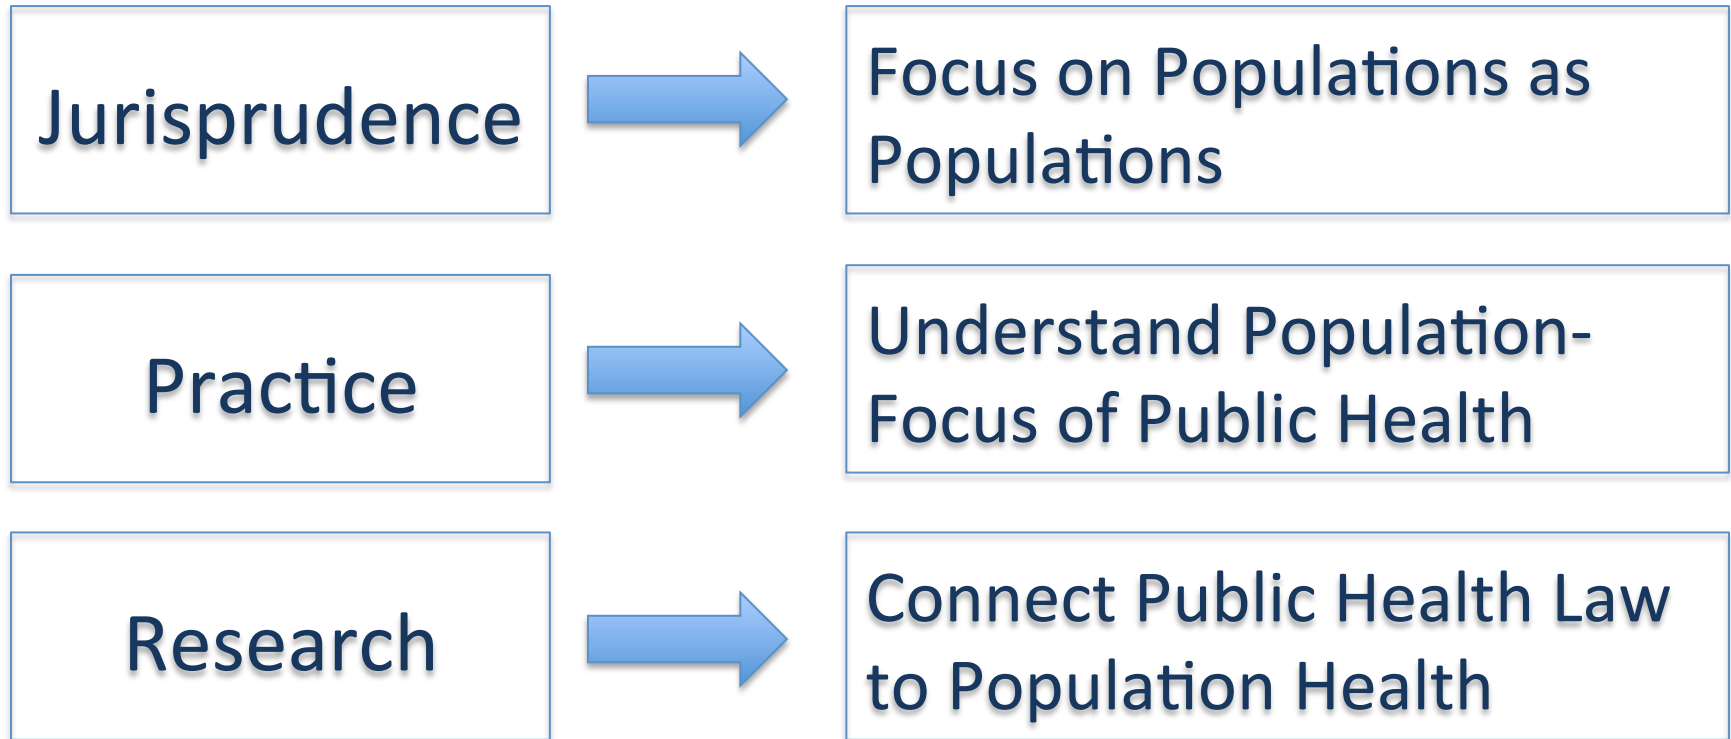 Jurisprudence
Focus on Populations as
Populations
Practice
Understand Population-
Focus of Public Health
Research
Connect Public Health Law
to Population Health